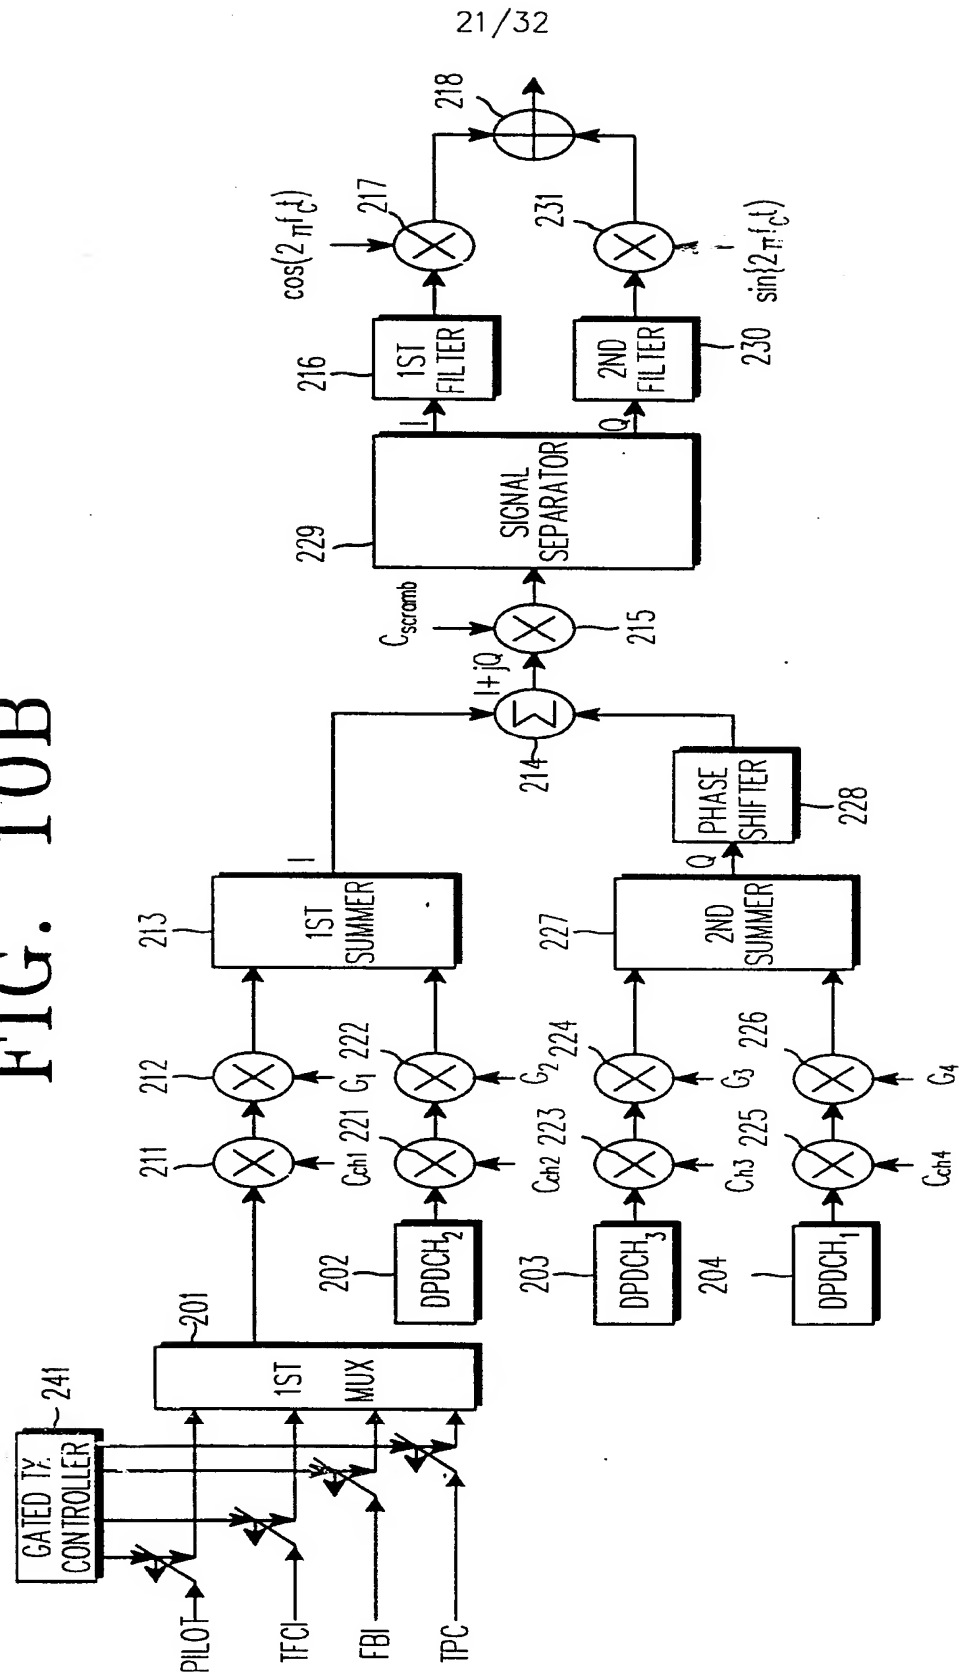 21/32
FIG. 10B
GATED TX
CONTROLLER
241
PILOT
TFCI
FBI
TPC
1ST
MUX
201
211
Cch1
212
G1
213
1ST
SUMMER
I
202
DPDCH2
221
Cch2
222
G2
203
DPDCH3
223
Ch3
224
G3
204
DPDCH1
225
Cch4
226
G4
227
2ND
SUMMER
Q
PHASE
SHIFTER
228
214
Σ
I+jQ
Cscramb
215
229
SIGNAL
SEPARATOR
I
Q
216
1ST
FILTER
2ND
FILTER
230
cos(2πfct)
217
231
sin{2πfct)
218